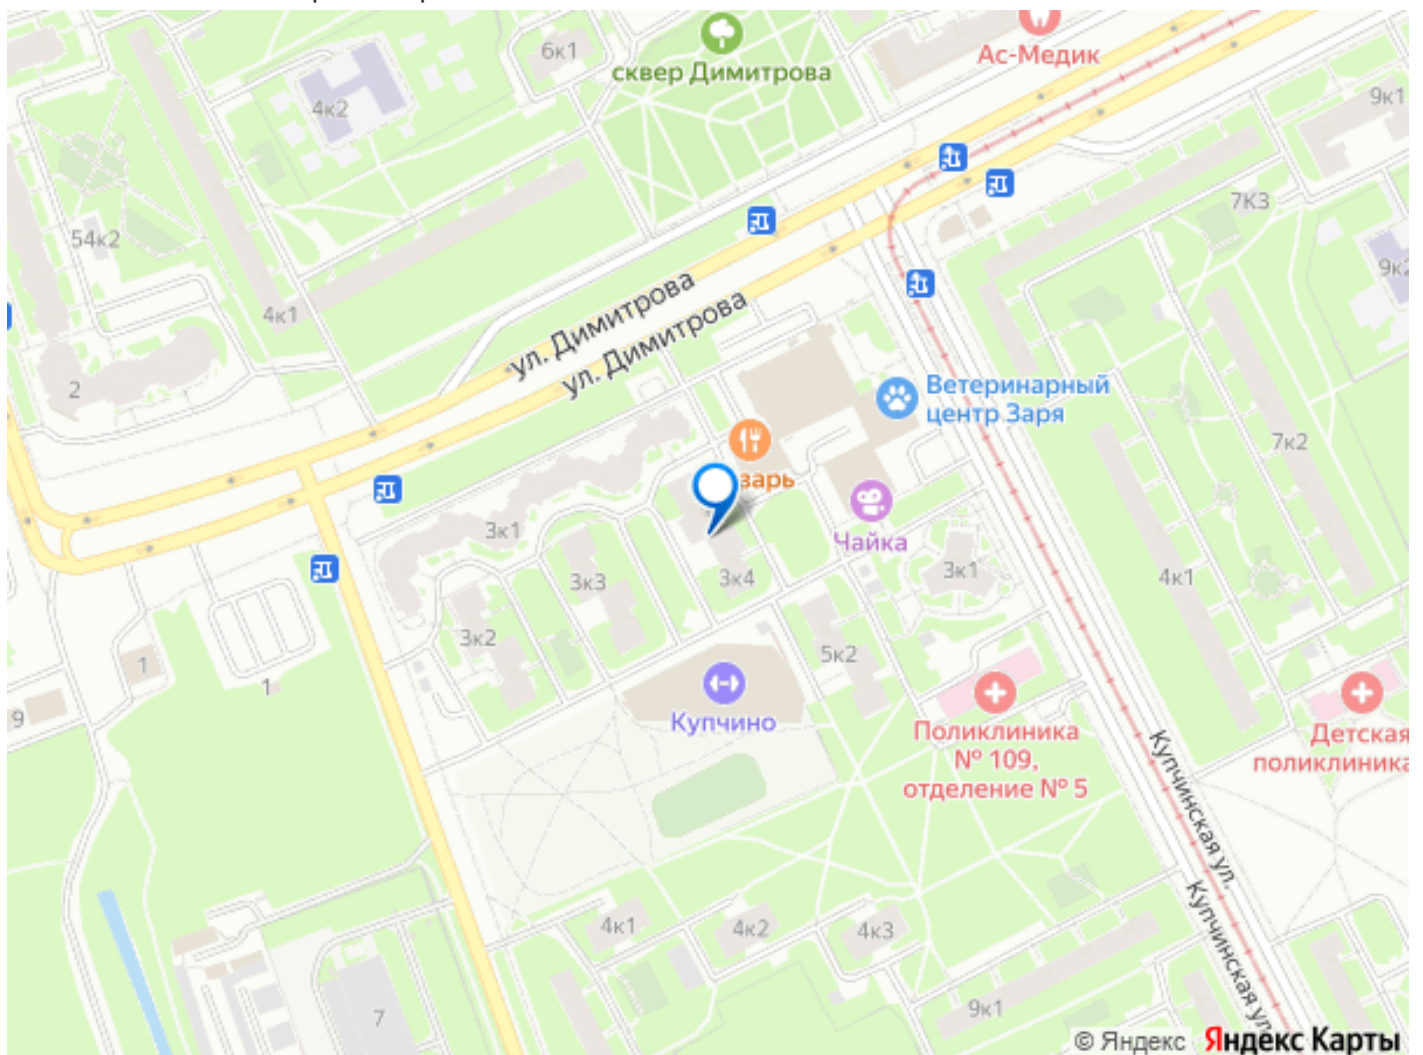 6к1
сквер Димитрова
Ас-Медик
9к1
4к2
7К3
54к2
9к2
4к1
ул. Димитрова
ул. Димитрова
2
Ветеринарный
центр Заря
7к2
3к1
Чайка
3к3
3к4
3к1
4к1
3к2
5к2
1
1
9
Купчино
Поликлиника
№ 109,
отделение № 5
Детская
поликлиника
Купчинская ул.
Купчинская ул.
4к1
4к2
4к3
9к1
7
© Яндекс Яндекс Карты